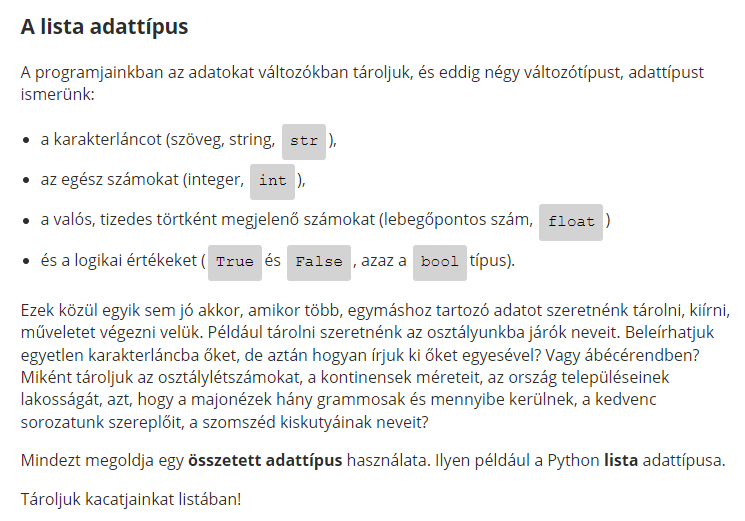 A lista adattípus
A programjainkban az adatokat változókban tároljuk, és eddig négy változótípust, adattípust
ismerünk:
• a karakterláncot (szöveg, string, str ),
• az egész számokat (integer, int ),
• a valós, tizedes törtként megjelenő számokat (lebegőpontos szám, float )
• és a logikai értékeket ( True és False , azaz a bool típus).
Ezek közül egyik sem jó akkor, amikor több, egymáshoz tartozó adatot szeretnénk tárolni, kiírni,
műveletet végezni velük. Például tárolni szeretnénk az osztályunkba járók neveit. Beleírhatjuk
egyetlen karakterláncba őket, de aztán hogyan írjuk ki őket egyesével? Vagy ábécérendben?
Miként tároljuk az osztálylétszámokat, a kontinensek méreteit, az ország településeinek
lakosságát, azt, hogy a majonézek hány grammosak és mennyibe kerülnek, a kedvenc
sorozatunk szereplőit, a szomszéd kiskutyáinak neveit?
Mindezt megoldja egy összetett adattípus használata. Ilyen például a Python lista adattípusa.
Tároljuk kacatjainkat listában!